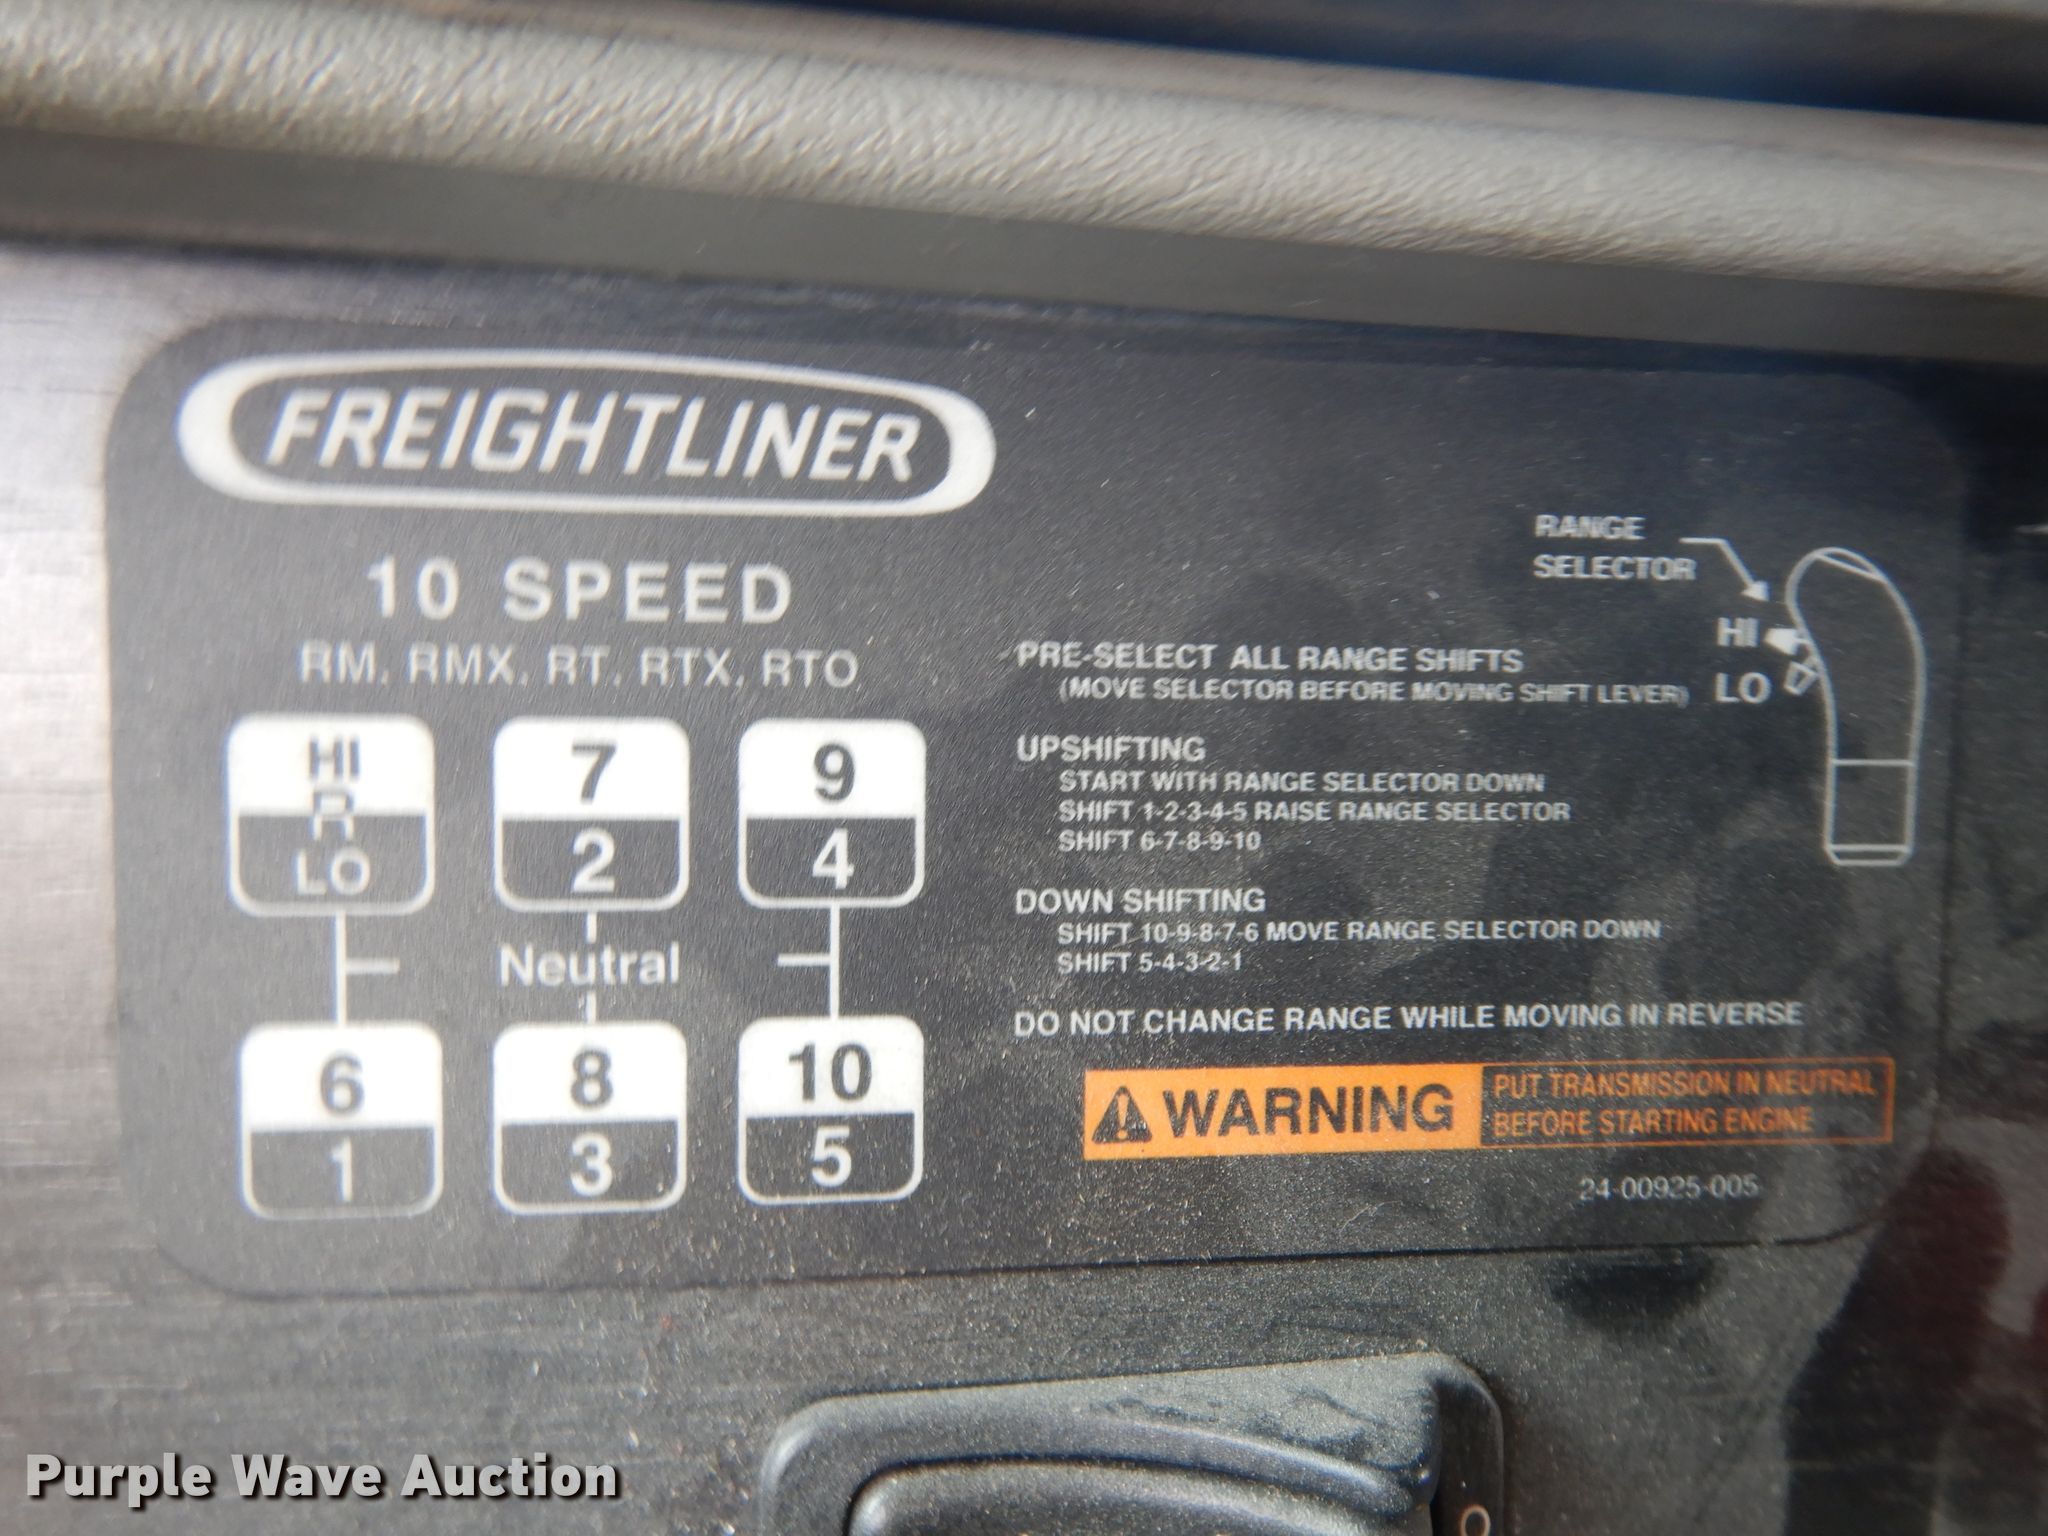 FREIGHTLINER
10 SPEED
RM, RMX, RT, RTX, RTO
HI
R
LO
7
2
9
4
Neutral
6
1
8
3
10
5
RANGE
SELECTOR
HI
LO
PRE-SELECT ALL RANGE SHIFTS
(MOVE SELECTOR BEFORE MOVING SHIFT LEVER)
UPSHIFTING
START WITH RANGE SELECTOR DOWN
SHIFT 1-2-3-4-5 RAISE RANGE SELECTOR
SHIFT 6-7-8-9-10
DOWN SHIFTING
SHIFT 10-9-8-7-6 MOVE RANGE SELECTOR DOWN
SHIFT 5-4-3-2-1
DO NOT CHANGE RANGE WHILE MOVING IN REVERSE
WARNING
PUT TRANSMISSION IN NEUTRAL
BEFORE STARTING ENGINE
24-00925-005
Purple Wave Auction